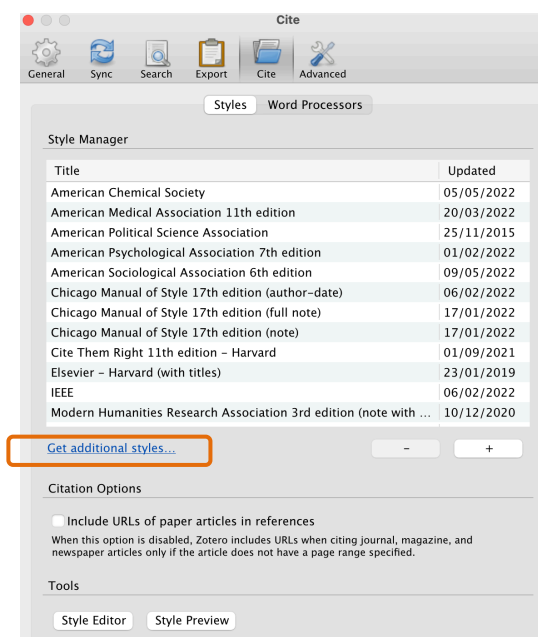 Cite
General Sync Search Export Cite Advanced
Styles Word Processors
Style Manager
Title Updated
American Chemical Society 05/05/2022
American Medical Association 11th edition 20/03/2022
American Political Science Association 25/11/2015
American Psychological Association 7th edition 01/02/2022
American Sociological Association 6th edition 09/05/2022
Chicago Manual of Style 17th edition (author-date) 06/02/2022
Chicago Manual of Style 17th edition (full note) 17/01/2022
Chicago Manual of Style 17th edition (note) 17/01/2022
Cite Them Right 11th edition – Harvard 01/09/2021
Elsevier – Harvard (with titles) 23/01/2019
IEEE 06/02/2022
Modern Humanities Research Association 3rd edition (note with ... 10/12/2020
Get additional styles... - +
Citation Options
Include URLs of paper articles in references
When this option is disabled, Zotero includes URLs when citing journal, magazine, and
newspaper articles only if the article does not have a page range specified.
Tools
Style Editor Style Preview